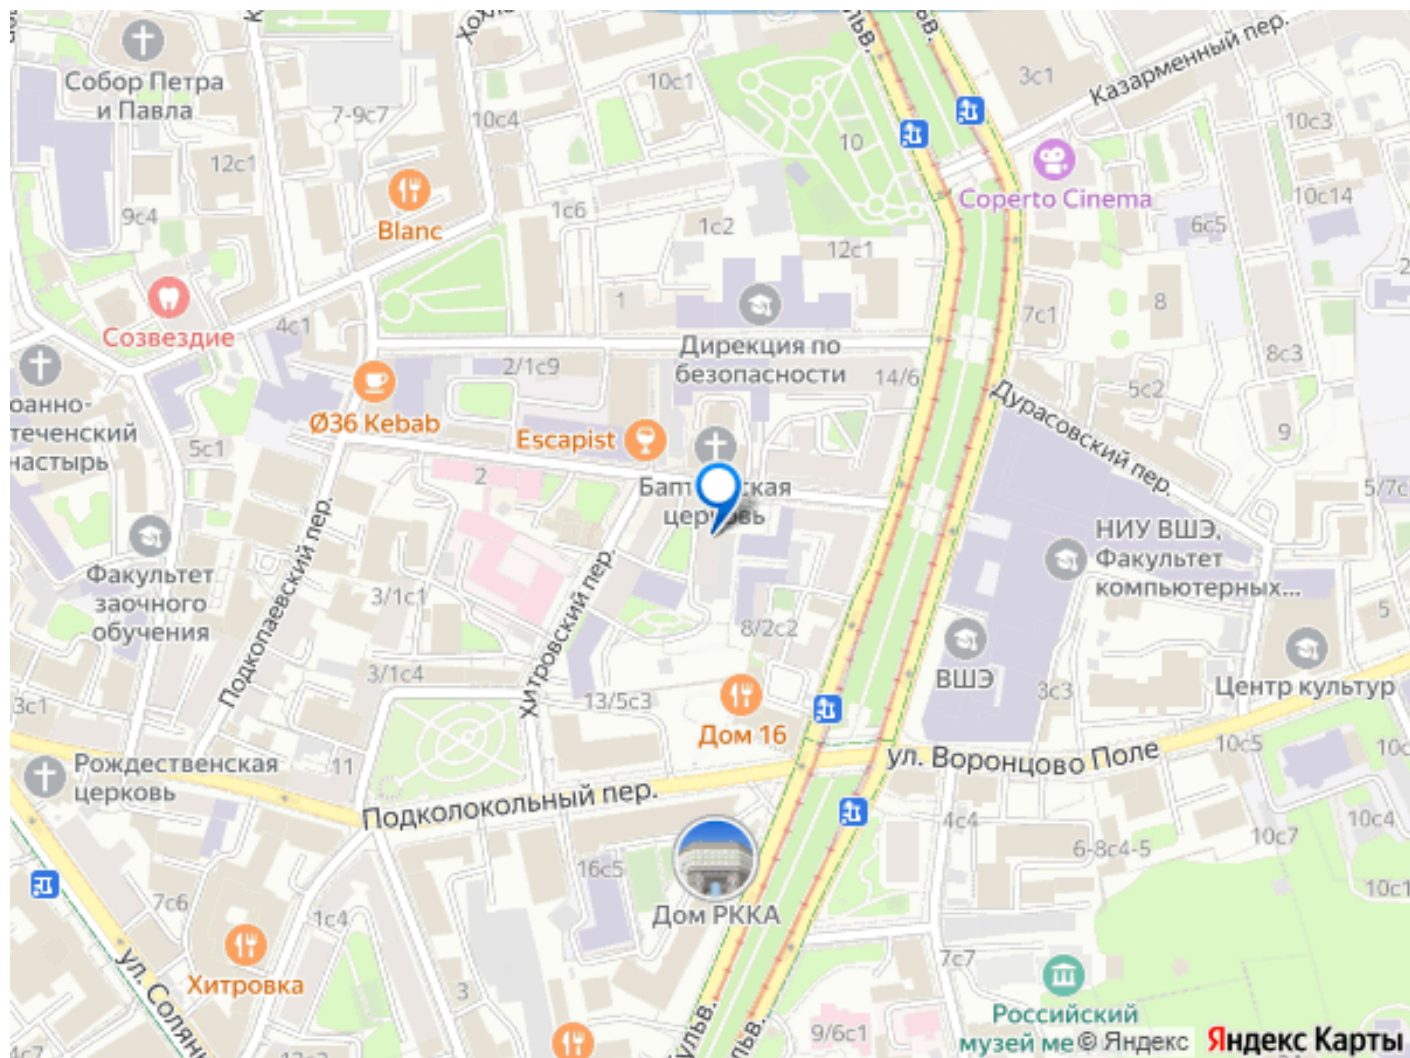 Собор Петра
и Павла
7-9с7
10с1
10с4
12с1
9с4
1с6
1с2
10
12с1
3с1
Казарменный пер.
10с3
10с14
6с5
Coperto Cinema
Blanc
Созвездие
4с1
1
Дирекция по
безопасности
14/6
7с1
8
8с3
5с2
9
Дурасовский пер.
2/1с9
Ø36 Kebab
Escapist
5с1
2
5/7с
Подкопаевский пер.
Хитровский пер.
Факультет
заочного
обучения
3/1с1
3/1с4
13/5с3
8/2с2
НИУ ВШЭ,
Факультет
компьютерных...
ВШЭ
3с3
5
Центр культур
3с1
11
Дом 16
ул. Воронцово Поле
10с5
Рождественская
церковь
Подколокольный пер.
4с4
6-8с4-5
10с7
10с4
16с5
Дом РККА
7с6
1с4
Хитровка
3
7с7
9/6с1
Российский
© Яндекс
Яндекс Карты